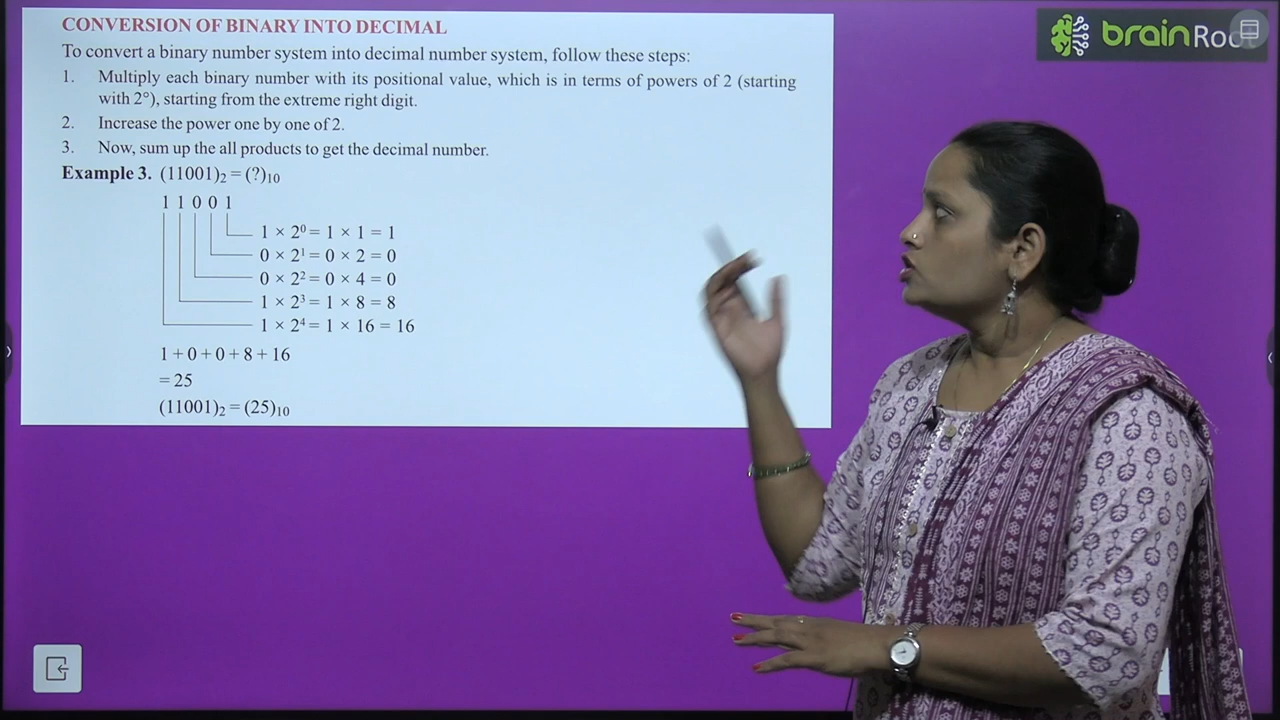 CONVERSION OF BINARY INTO DECIMAL
To convert a binary number system into decimal number system, follow these steps:
1. Multiply each binary number with its positional value, which is in terms of powers of 2 (starting
with 2°), starting from the extreme right digit.
2. Increase the power one by one of 2.
3. Now, sum up the all products to get the decimal number.
Example 3. (11001)₂ = (?)₁₀
1 1 0 0 1
1 × 2⁰ = 1 × 1 = 1
0 × 2¹ = 0 × 2 = 0
0 × 2² = 0 × 4 = 0
1 × 2³ = 1 × 8 = 8
1 × 2⁴ = 1 × 16 = 16
1 + 0 + 0 + 8 + 16
= 25
(11001)₂ = (25)₁₀
brainRoot